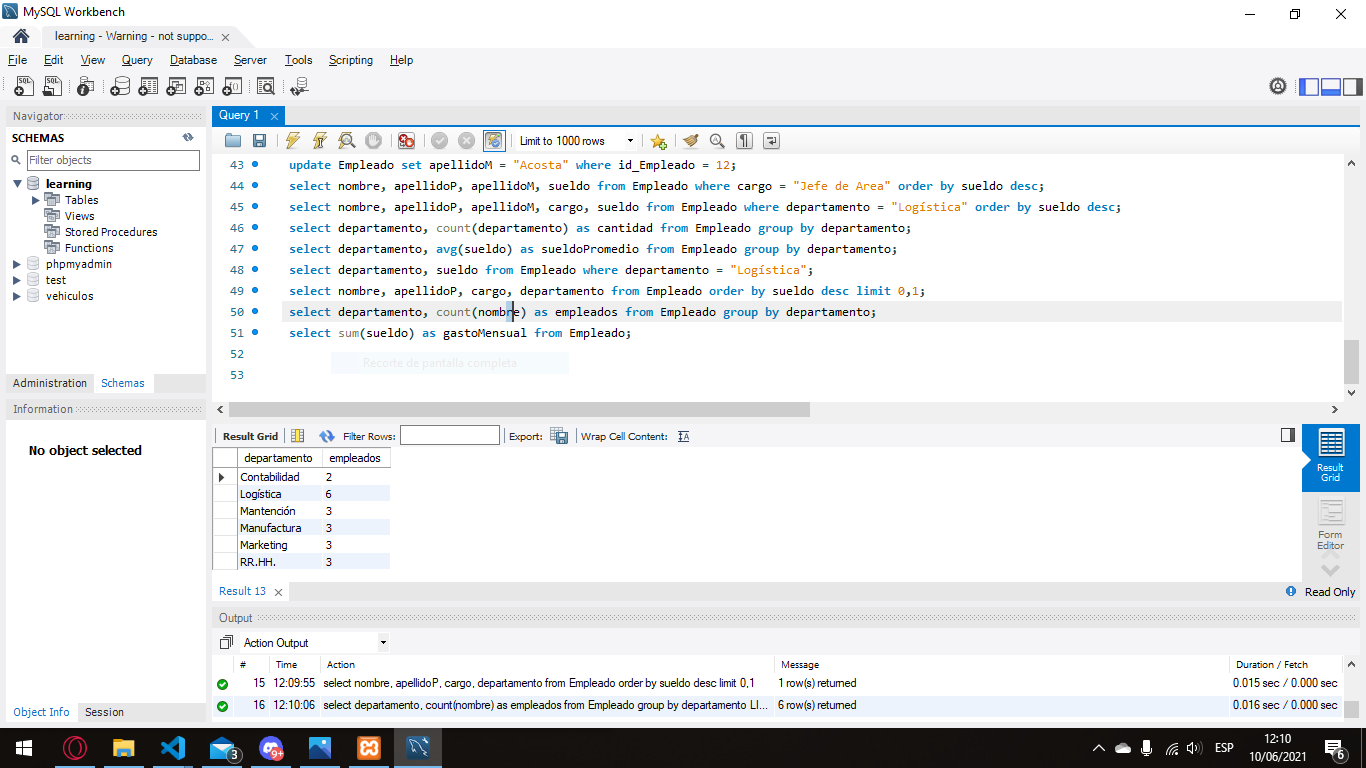 MySQL Workbench
learning - Warning - not suppo...
File Edit View Query Database Server Tools Scripting Help
Navigator
SCHEMAS
Filter objects
learning
Tables
Views
Stored Procedures
Functions
phpmyadmin
test
vehiculos
Administration Schemas
Information
No object selected
Object Info Session
Query 1
Limit to 1000 rows
43 update Empleado set apellidoM = "Acosta" where id_Empleado = 12;
44 select nombre, apellidoP, apellidoM, sueldo from Empleado where cargo = "Jefe de Area" order by sueldo desc;
45 select nombre, apellidoP, apellidoM, cargo, sueldo from Empleado where departamento = "Logística" order by sueldo desc;
46 select departamento, count(departamento) as cantidad from Empleado group by departamento;
47 select departamento, avg(sueldo) as sueldoPromedio from Empleado group by departamento;
48 select departamento, sueldo from Empleado where departamento = "Logística";
49 select nombre, apellidoP, cargo, departamento from Empleado order by sueldo desc limit 0,1;
50 select departamento, count(nombre) as empleados from Empleado group by departamento;
51 select sum(sueldo) as gastoMensual from Empleado;
52
Recorte de pantalla completa
53
Result Grid Filter Rows: Export: Wrap Cell Content:
departamento empleados
Contabilidad 2
Logística 6
Mantención 3
Manufactura 3
Marketing 3
RR.HH. 3
Result Grid
Form Editor
Result 13
Read Only
Output
Action Output
# Time Action Message Duration / Fetch
15 12:09:55 select nombre, apellidoP, cargo, departamento from Empleado order by sueldo desc limit 0,1 1 row(s) returned 0.015 sec / 0.000 sec
16 12:10:06 select departamento, count(nombre) as empleados from Empleado group by departamento LI... 6 row(s) returned 0.016 sec / 0.000 sec
3 9+ ESP 12:10
10/06/2021 6